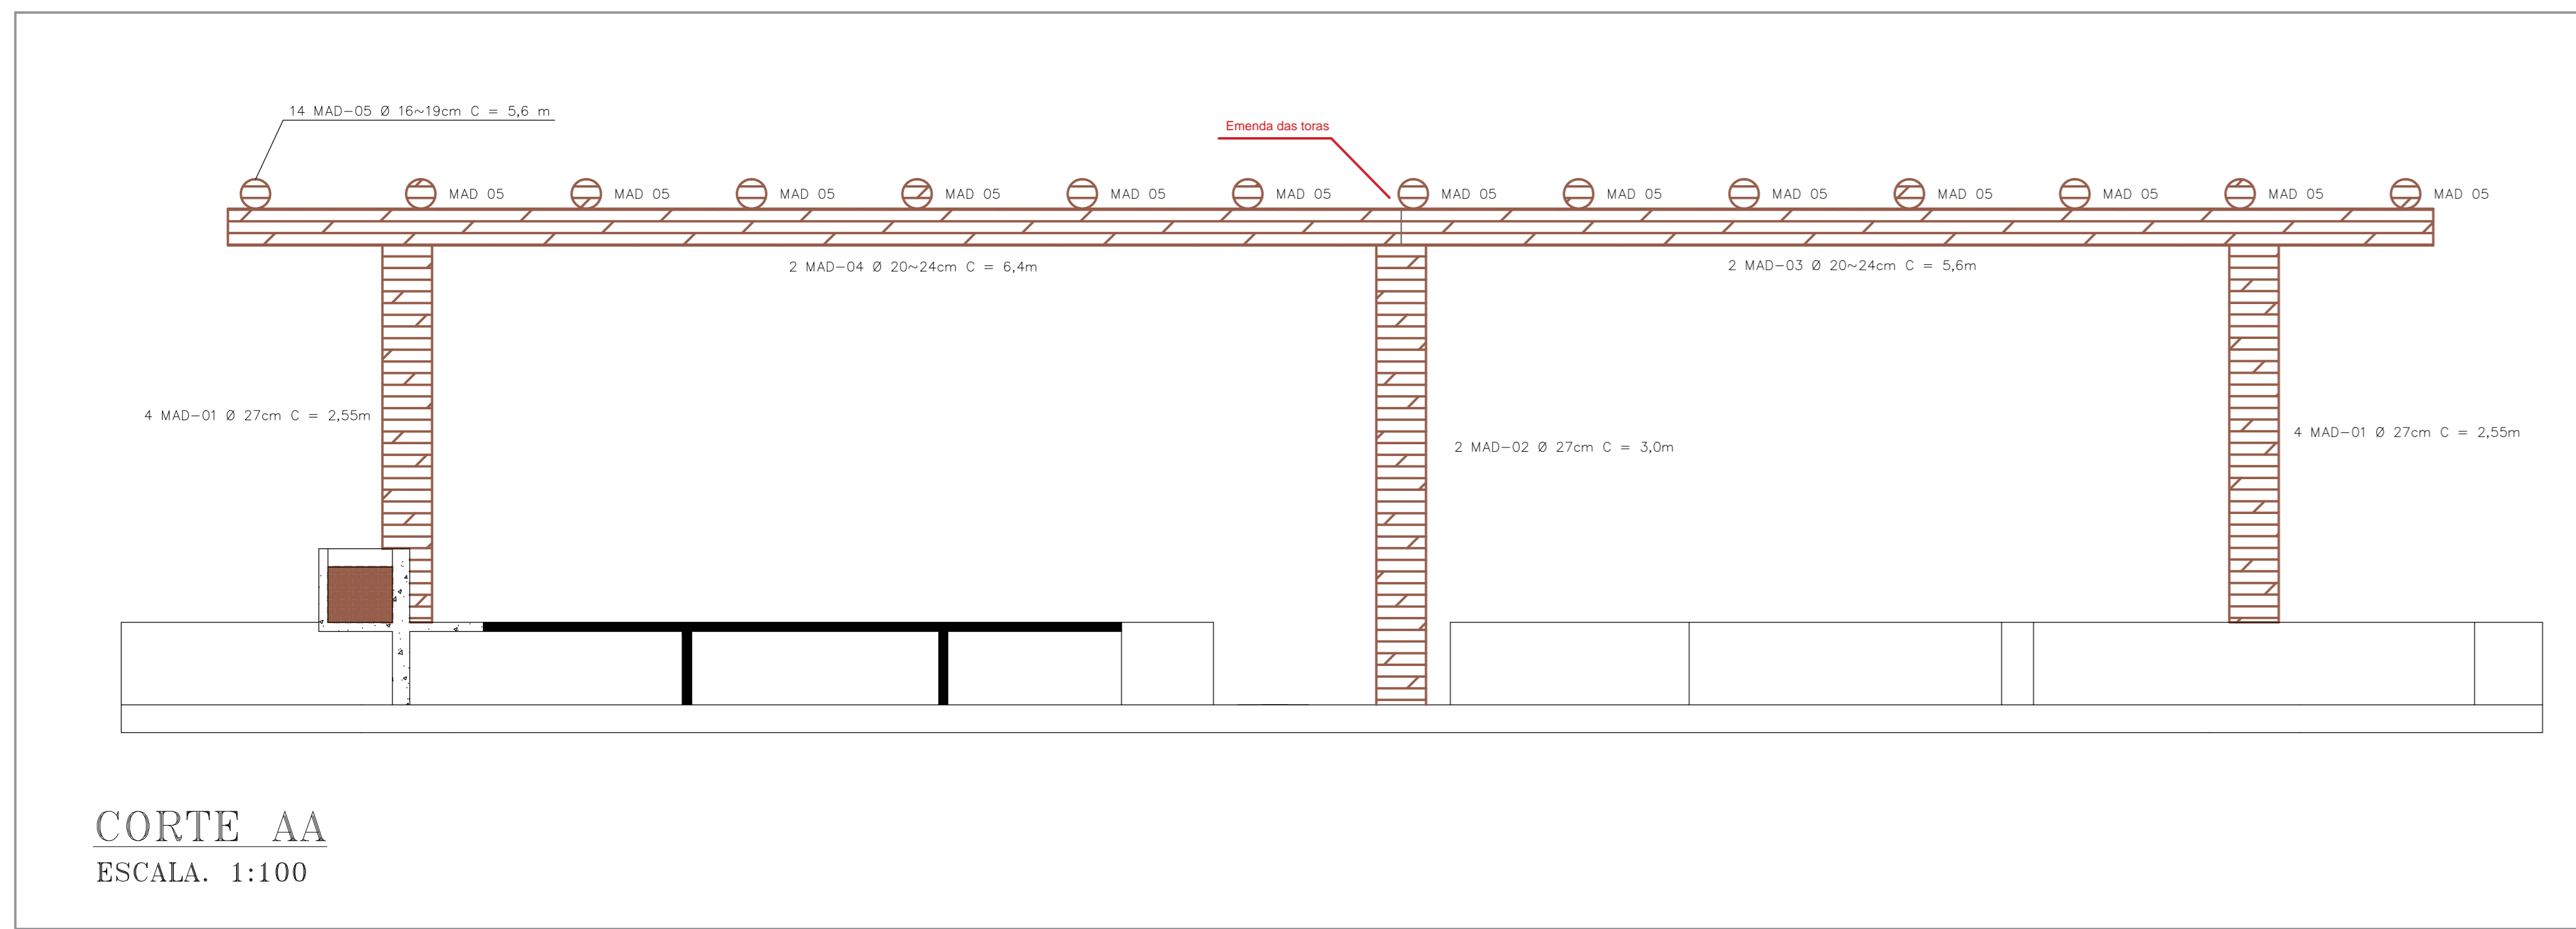 14 MAD-05 Ø 16~19cm C = 5,6 m
Emenda das toras
MAD 05
MAD 05
MAD 05
MAD 05
MAD 05
MAD 05
MAD 05
MAD 05
MAD 05
MAD 05
MAD 05
MAD 05
MAD 05
2 MAD-04 Ø 20~24cm C = 6,4m
2 MAD-03 Ø 20~24cm C = 5,6m
4 MAD-01 Ø 27cm C = 2,55m
2 MAD-02 Ø 27cm C = 3,0m
4 MAD-01 Ø 27cm C = 2,55m
CORTE AA
ESCALA. 1:100